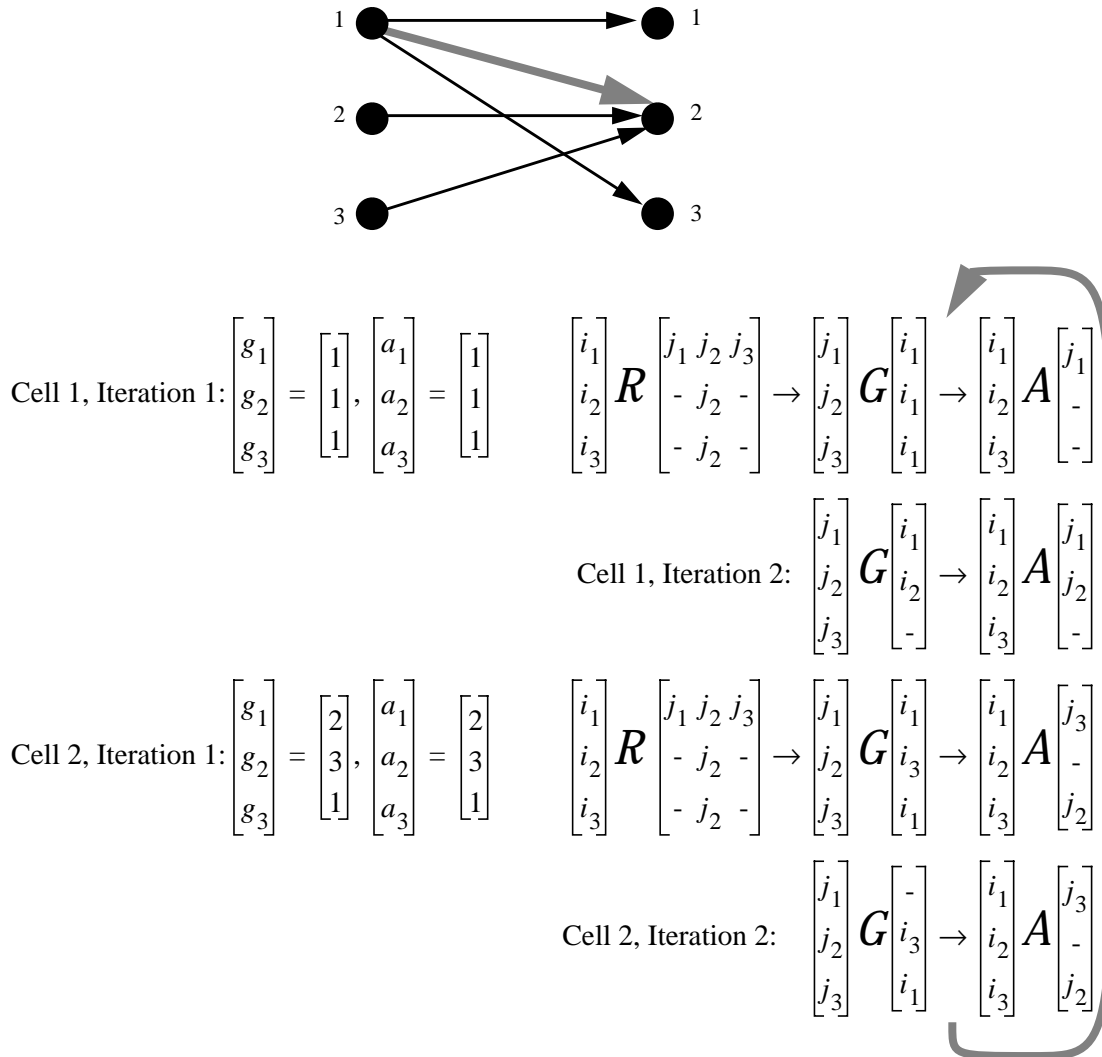 1 1
2 2
3 3
Cell 1, Iteration 1: [g₁ g₂ g₃] = [1 1 1], [a₁ a₂ a₃] = [1 1 1] [i₁ i₂ i₃] R [j₁ j₂ j₃ - j₂ - - j₂ -] → [j₁ j₂ j₃] G [i₁ i₁ i₁] → [i₁ i₂ i₃] A [j₁ - -]
Cell 1, Iteration 2: [j₁ j₂ j₃] G [i₁ i₂ -] → [i₁ i₂ i₃] A [j₁ j₂ -]
Cell 2, Iteration 1: [g₁ g₂ g₃] = [2 3 1], [a₁ a₂ a₃] = [2 3 1] [i₁ i₂ i₃] R [j₁ j₂ j₃ - j₂ - - j₂ -] → [j₁ j₂ j₃] G [i₁ i₃ i₁] → [i₁ i₂ i₃] A [j₃ - j₂]
Cell 2, Iteration 2: [j₁ j₂ j₃] G [- i₃ i₁] → [i₁ i₂ i₃] A [j₃ - j₂]